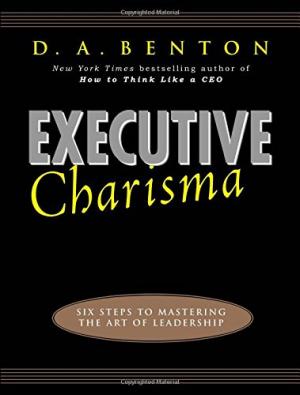 D. A. BENTON
New York Times bestselling author of
How to Think Like a CEO
EXECUTIVE
Charisma
SIX STEPS TO MASTERING
THE ART OF LEADERSHIP